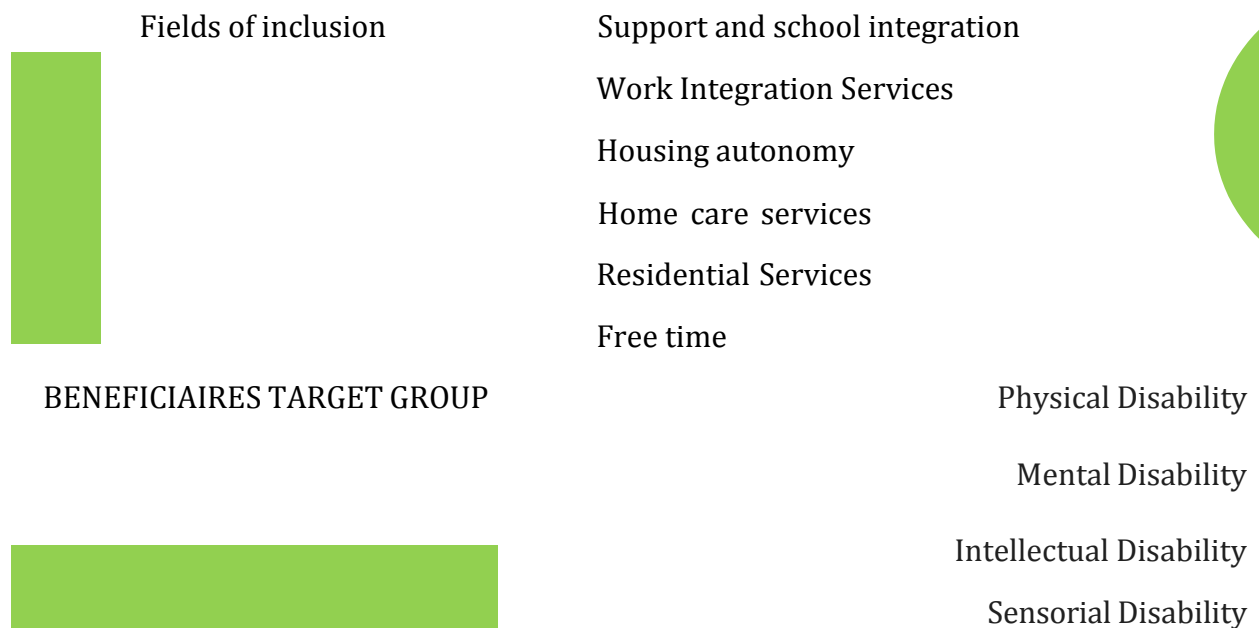 Fields of inclusion
Support and school integration
Work Integration Services
Housing autonomy
Home care services
Residential Services
Free time
BENEFICIAIRES TARGET GROUP
Physical Disability
Mental Disability
Intellectual Disability
Sensorial Disability